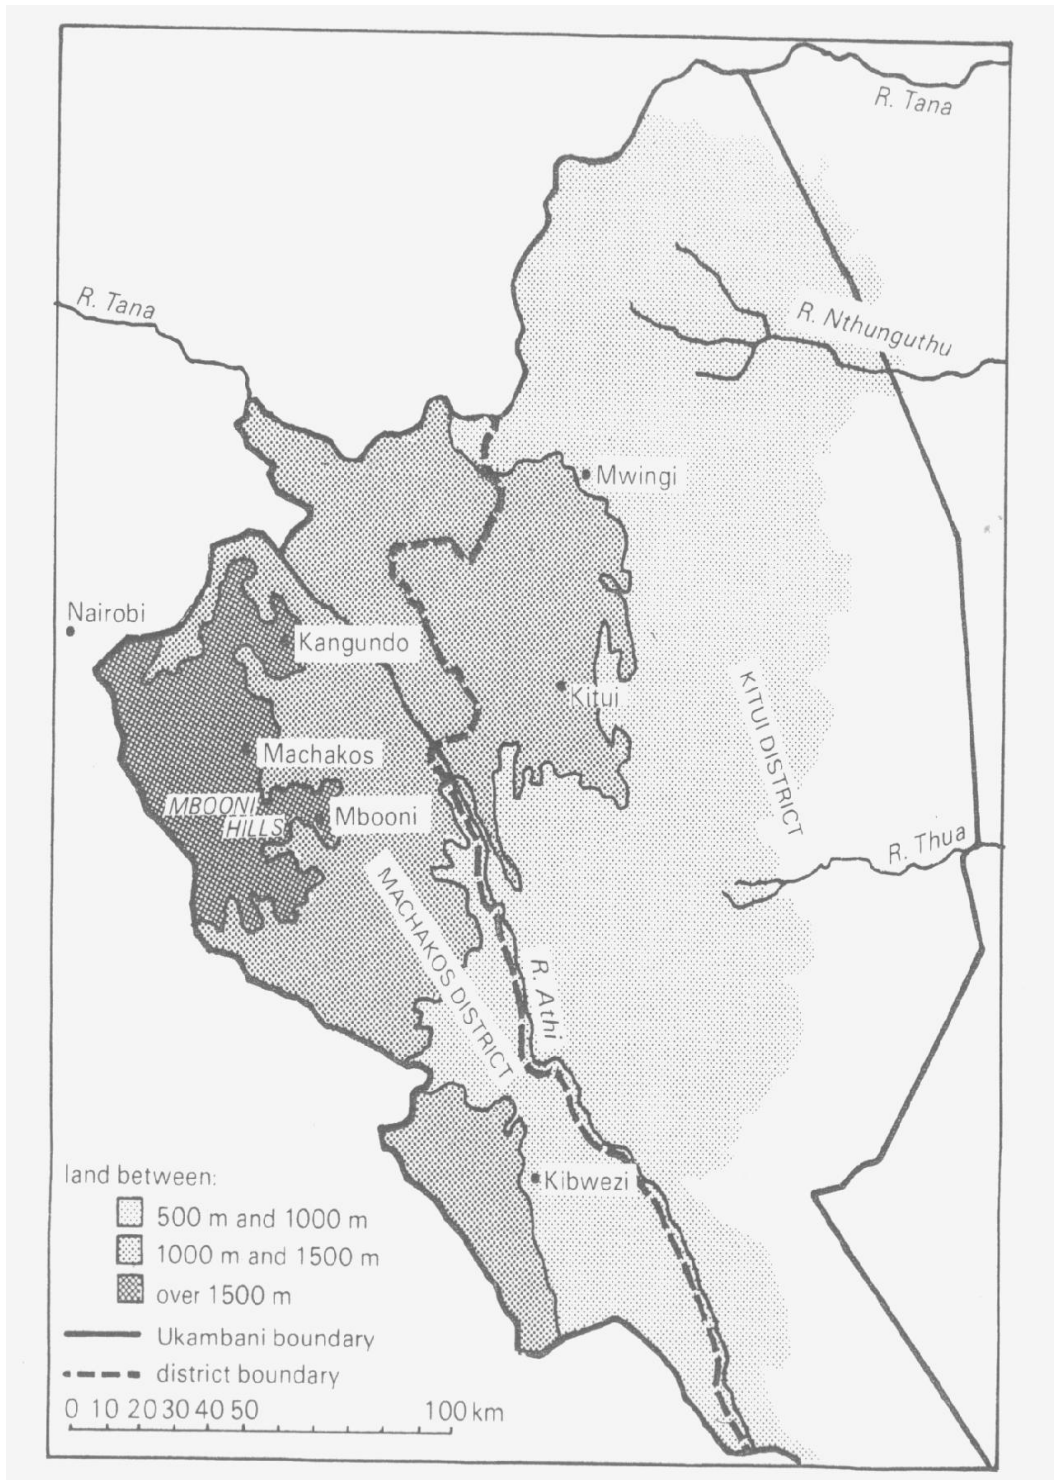 R. Tana
R. Tana
R. Nthunguthu
Mwingi
Nairobi
Kangundo
Kitui
KITUI DISTRICT
Machakos
MBOONI
HILLS
Mbooni
R. Thua
MACHAKOS DISTRICT
R. Athi
Kibwezi
land between:
500 m and 1000 m
1000 m and 1500 m
over 1500 m
Ukambani boundary
district boundary
0 10 20 30 40 50 100 km